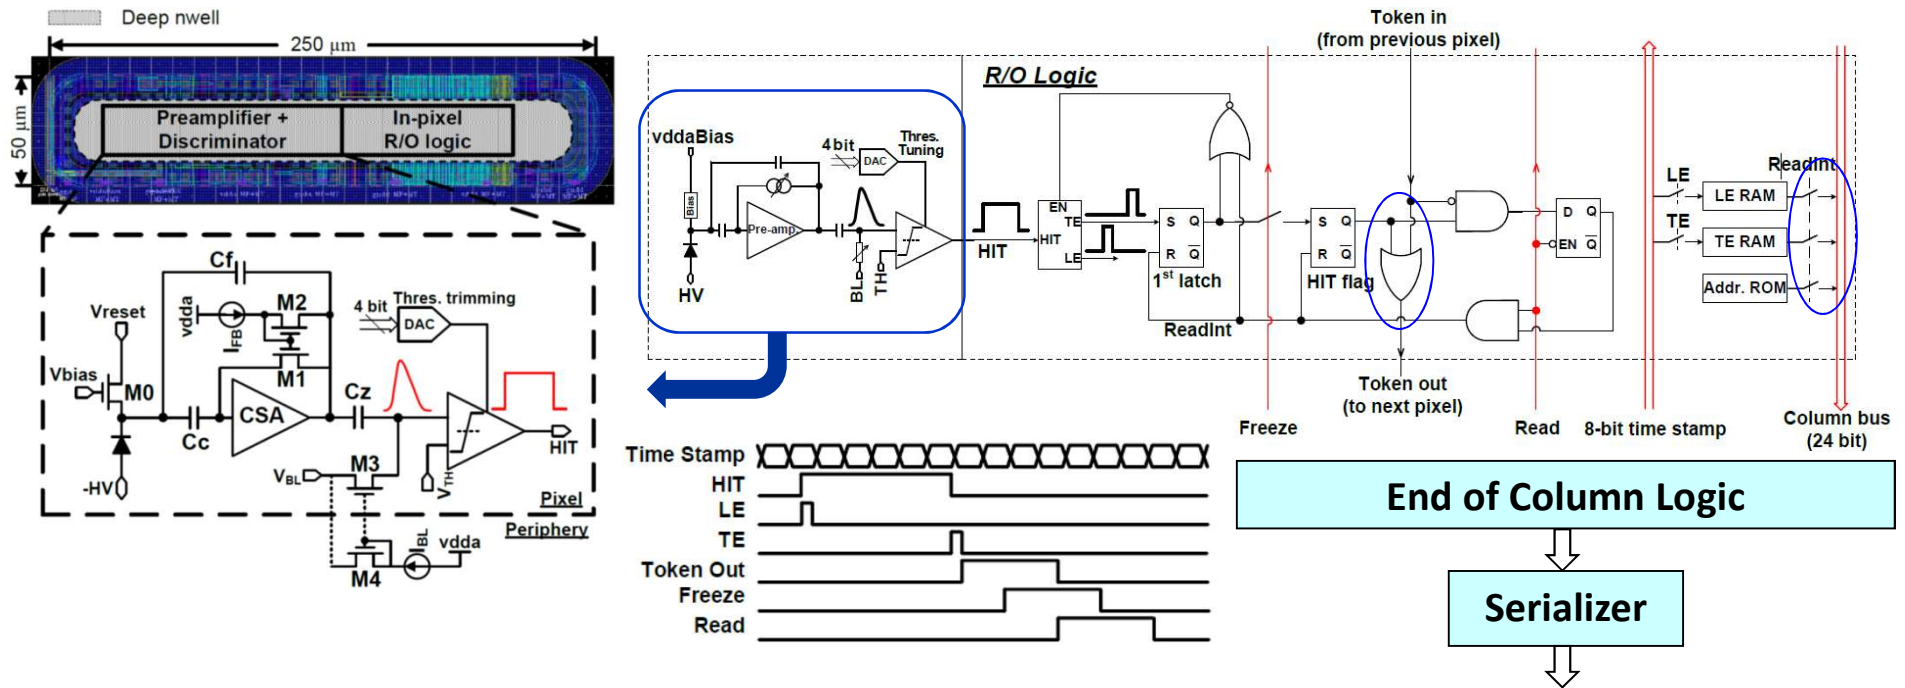 Deep nwell
250 µm
50 µm
Preamplifier +
Discriminator
In-pixel
R/O logic
Cf
Vreset
vdda
I_FB
M2
M1
4 bit
Thres. trimming
DAC
Vbias
M0
Cc
CSA
Cz
HIT
-HV
V_BL
M3
V_TH
Pixel
Periphery
M4
I_BL
vdda
Token in
(from previous pixel)
R/O Logic
vddaBias
Bias
Pre-amp
4 bit
DAC
Thres.
Tuning
HV
BL
TH
HIT
EN
TE
HIT
LE
S Q
R Q
1st latch
S Q
R Q
HIT flag
ReadInt
D Q
EN Q
LE
TE
ReadInt
LE RAM
TE RAM
Addr. ROM
Token out
(to next pixel)
Freeze
Read
8-bit time stamp
Column bus
(24 bit)
Time Stamp
HIT
LE
TE
Token Out
Freeze
Read
End of Column Logic
Serializer